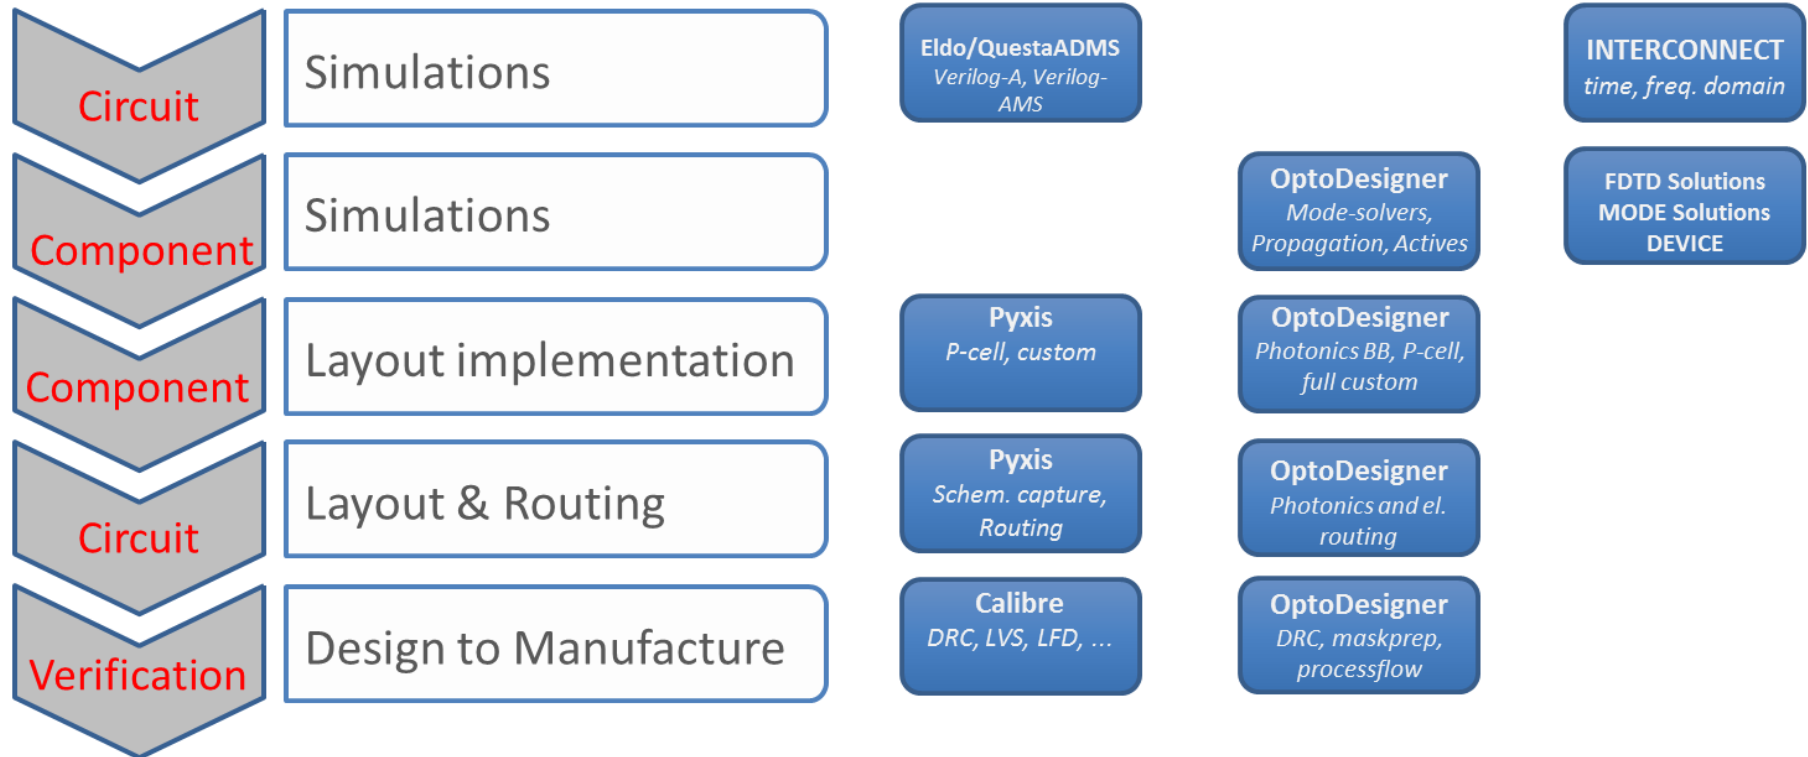 Circuit
Simulations
Eldo/QuestaADMS
Verilog-A, Verilog-
AMS
INTERCONNECT
time, freq. domain
Component
Simulations
OptoDesigner
Mode-solvers,
Propagation, Actives
FDTD Solutions
MODE Solutions
DEVICE
Component
Layout implementation
Pyxis
P-cell, custom
OptoDesigner
Photonics BB, P-cell,
full custom
Circuit
Layout & Routing
Pyxis
Schem. capture,
Routing
OptoDesigner
Photonics and el.
routing
Verification
Design to Manufacture
Calibre
DRC, LVS, LFD, ...
OptoDesigner
DRC, maskprep,
processflow